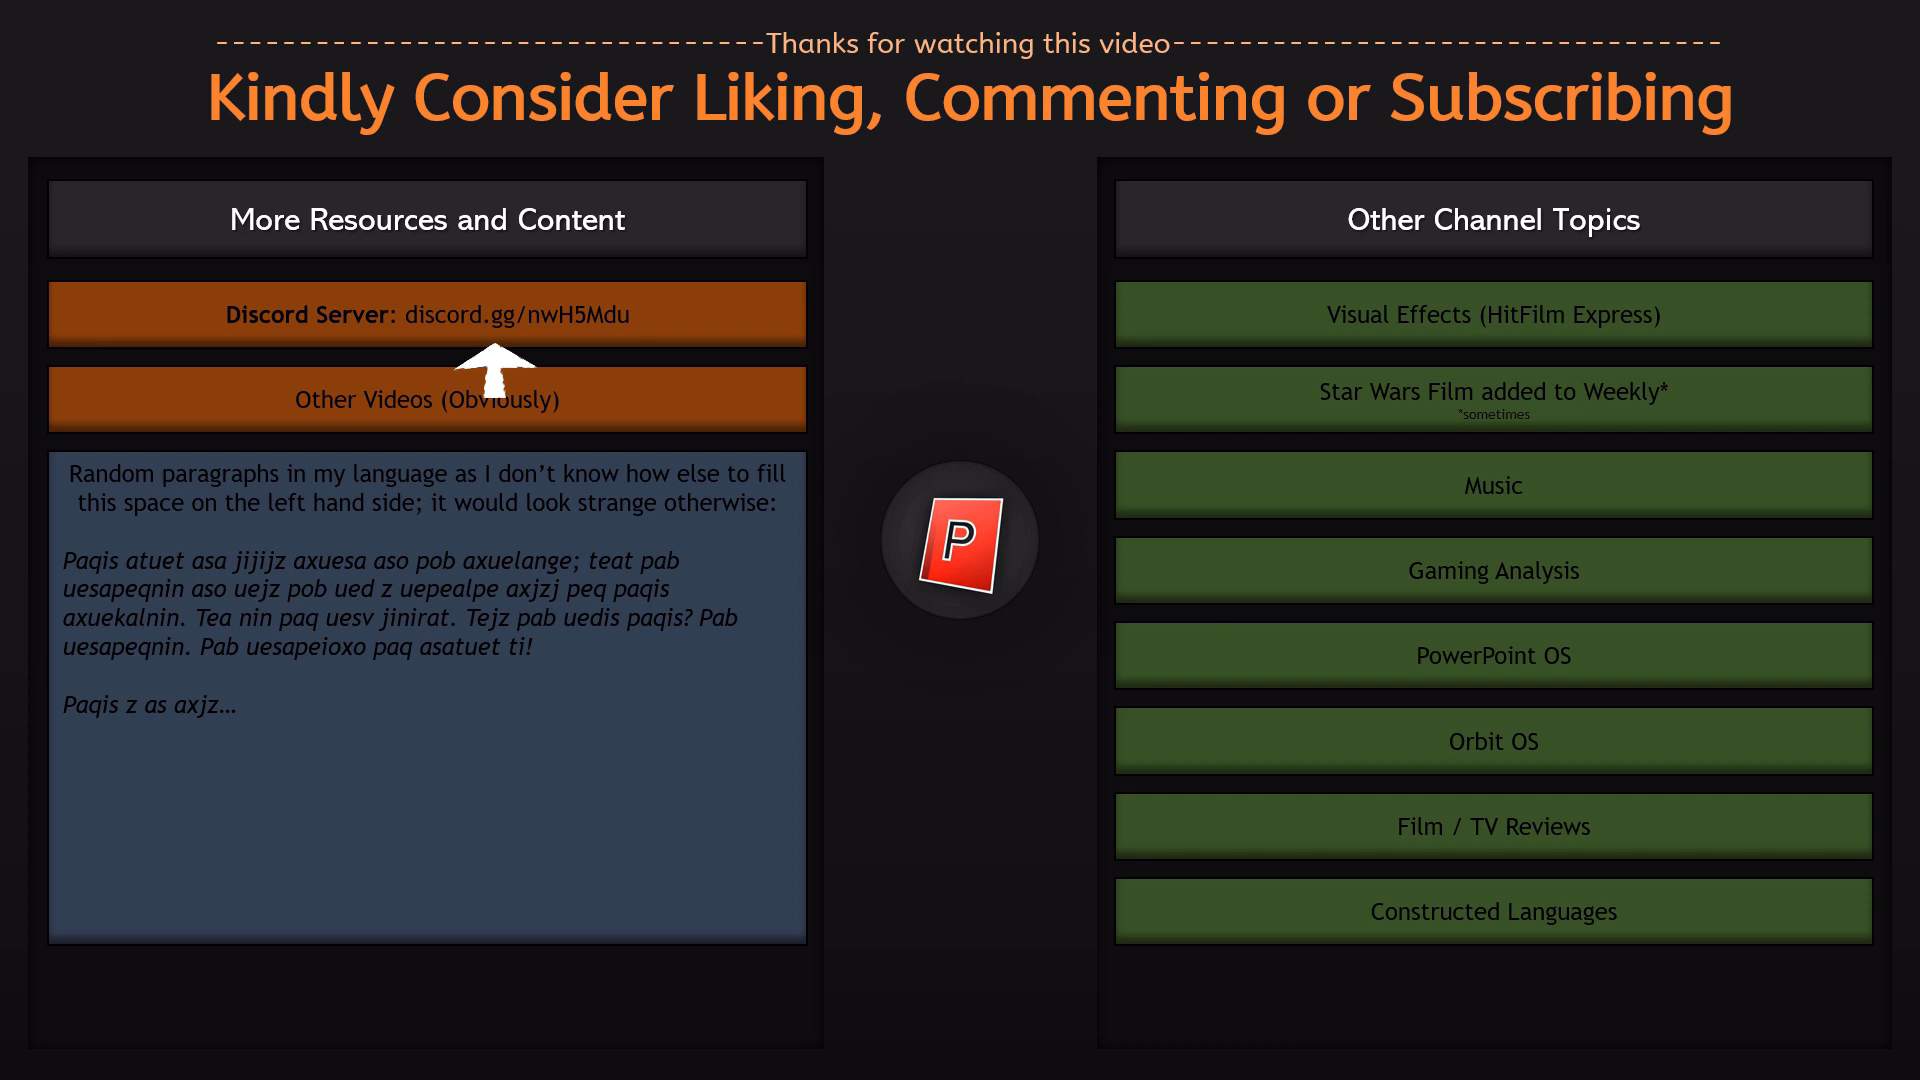 Thanks for watching this video
Kindly Consider Liking, Commenting or Subscribing
More Resources and Content
Discord Server: discord.gg/nwH5Mdu
Other Videos (Obviously)
Random paragraphs in my language as I don’t know how else to fill
this space on the left hand side; it would look strange otherwise:
Paqis atuet asa jijijz axuesa aso pob axuelange; teat pab
uesapeqnin aso uejz pob ued z uepealpe axjzj peq paqis
axuekalnin. Tea nin paq uesv jinirat. Tejz pab uedis paqis? Pab
uesapeqnin. Pab uesapeioxo paq asatuet ti!
Paqis z as axjz…
P
Other Channel Topics
Visual Effects (HitFilm Express)
Star Wars Film added to Weekly*
*sometimes
Music
Gaming Analysis
PowerPoint OS
Orbit OS
Film / TV Reviews
Constructed Languages